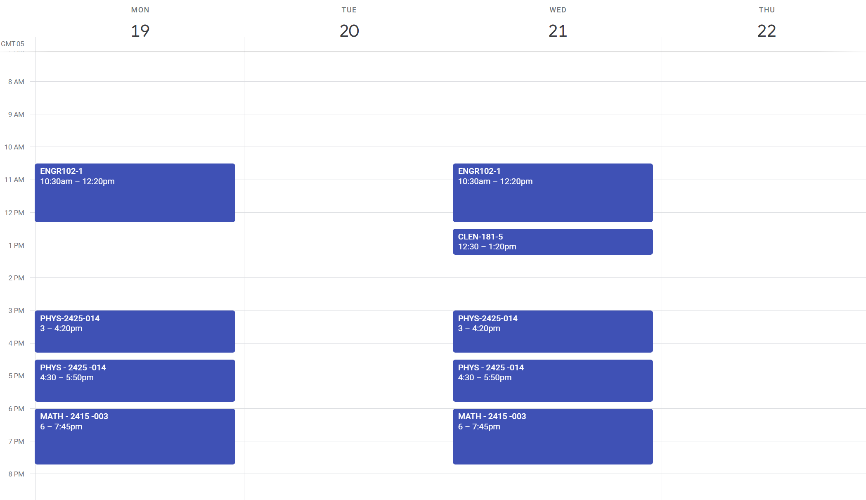 MON
19
TUE
20
WED
21
THU
22
GMT 05
8 AM
9 AM
10 AM
11 AM
12 PM
1 PM
2 PM
3 PM
4 PM
5 PM
6 PM
7 PM
8 PM
ENGR102-1
10:30am – 12:20pm
PHYS-2425-014
3 – 4:20pm
PHYS - 2425 -014
4:30 – 5:50pm
MATH - 2415 -003
6 – 7:45pm
ENGR102-1
10:30am – 12:20pm
CLEN-181-5
12:30 – 1:20pm
PHYS-2425-014
3 – 4:20pm
PHYS - 2425 -014
4:30 – 5:50pm
MATH - 2415 -003
6 – 7:45pm